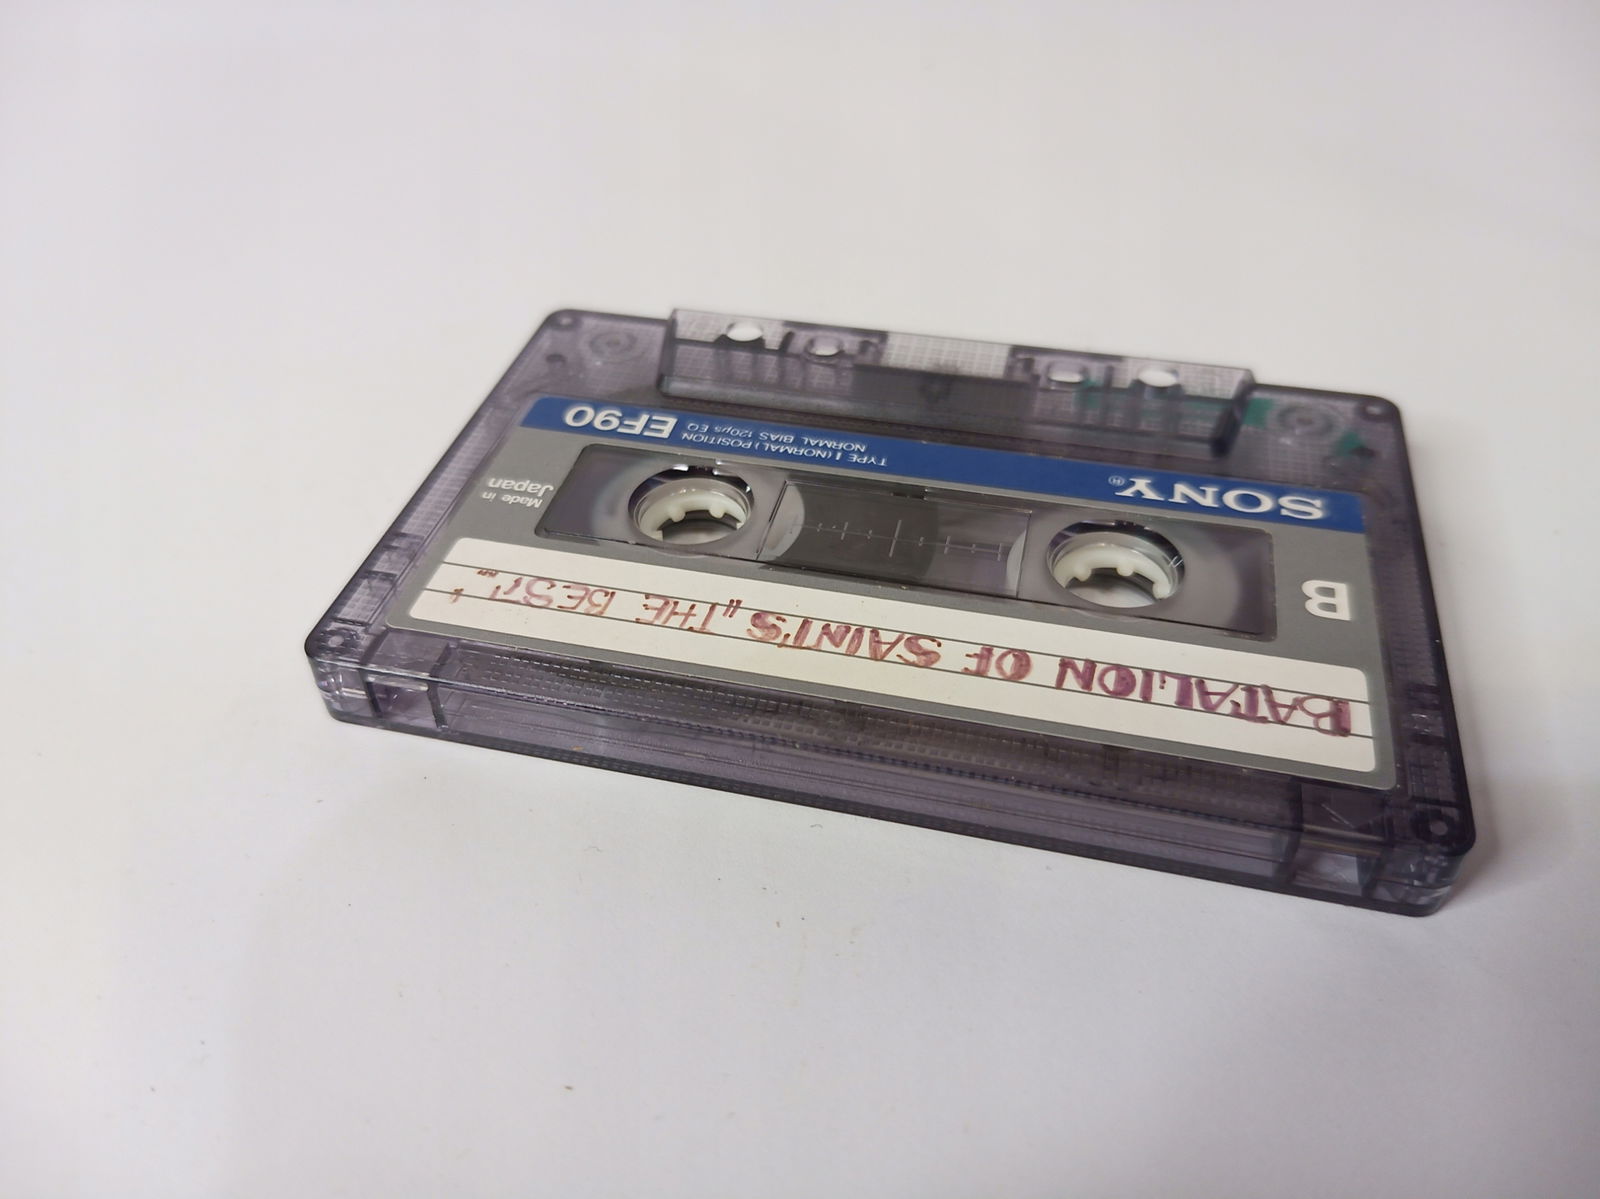 BATALION OF SAINTS „THE BEST"
B
SONY®
TYPE I (NORMAL) POSITION
NORMAL BIAS 120µs EQ
EF90
Made in
Japan